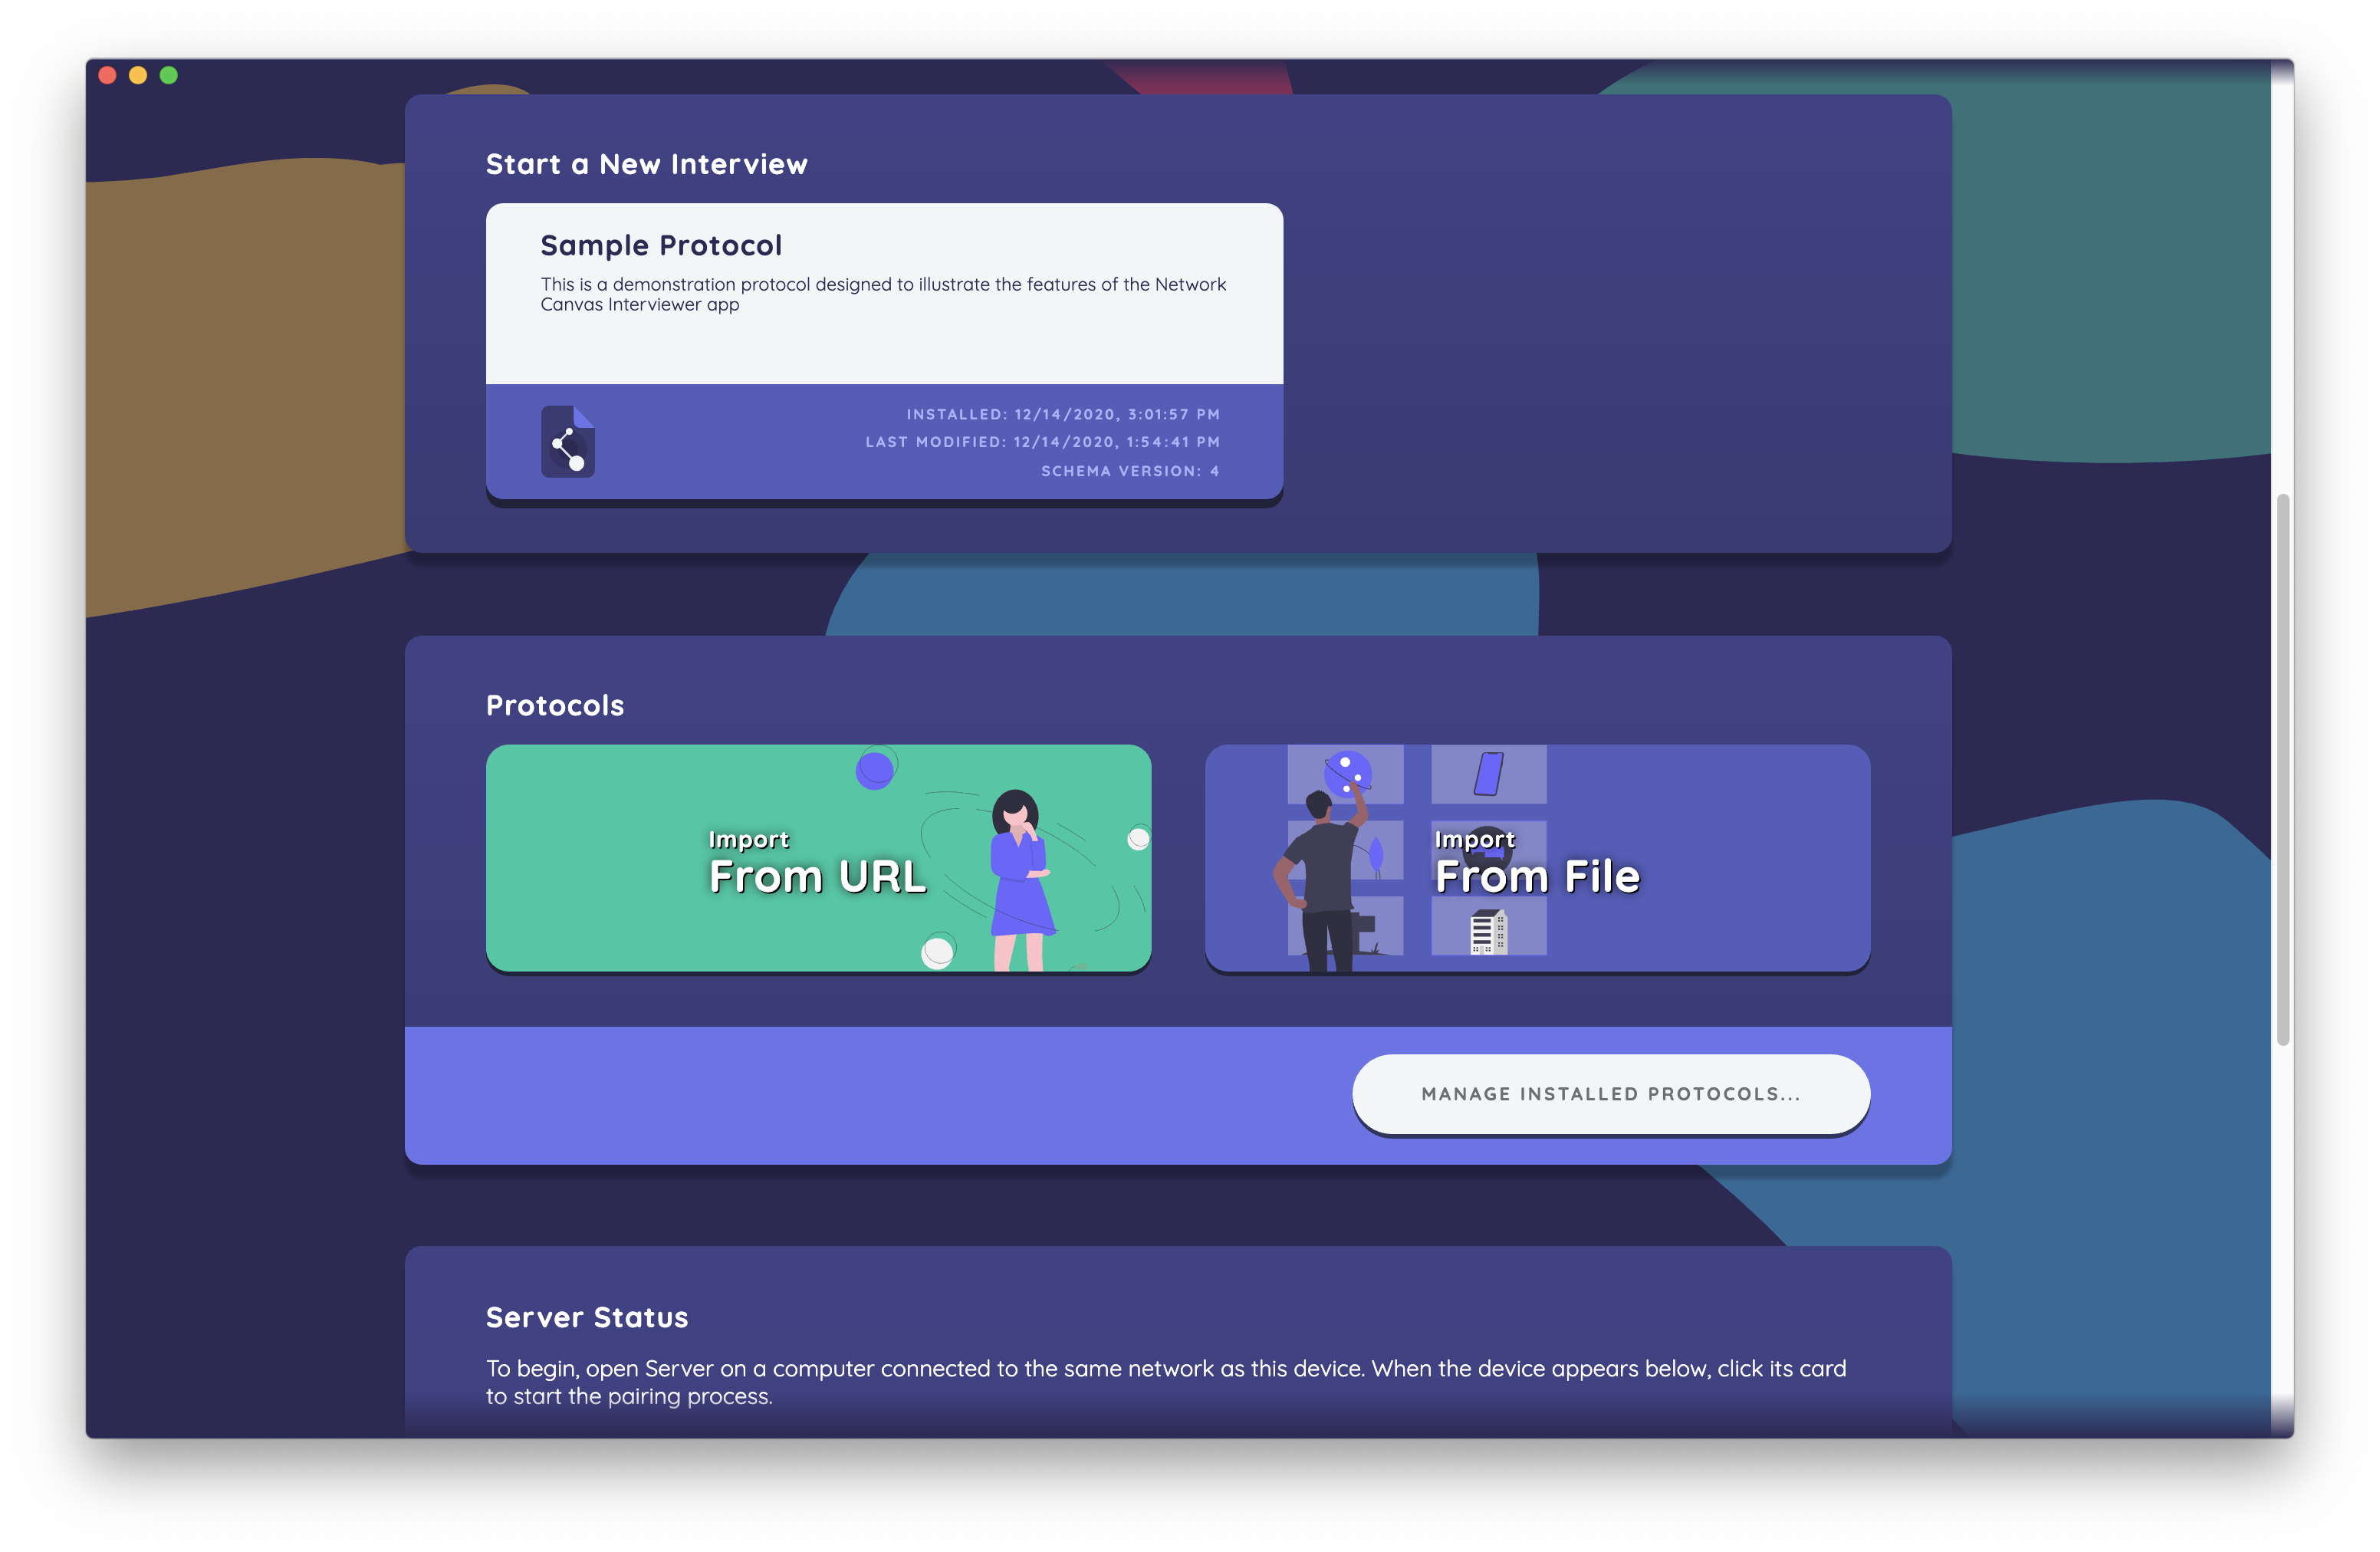 Start a New Interview
Sample Protocol
This is a demonstration protocol designed to illustrate the features of the Network
Canvas Interviewer app
INSTALLED: 12/14/2020, 3:01:57 PM
LAST MODIFIED: 12/14/2020, 1:54:41 PM
SCHEMA VERSION: 4
Protocols
Import
From URL
Import
From File
MANAGE INSTALLED PROTOCOLS...
Server Status
To begin, open Server on a computer connected to the same network as this device. When the device appears below, click its card
to start the pairing process.